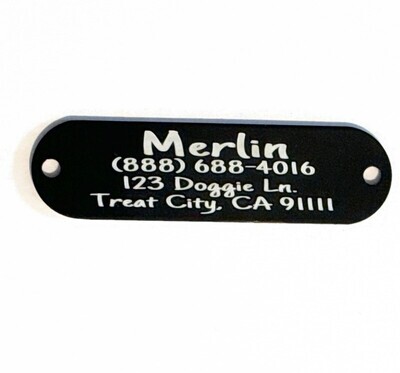 Merlin
(888) 688-4016
123 Doggie Ln.
Treat City, CA 91111